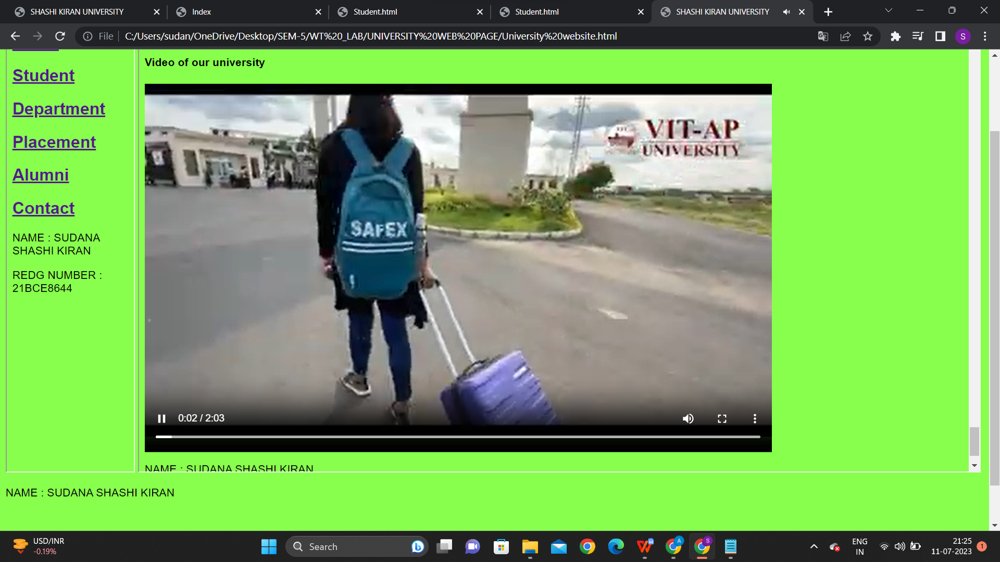 SHASHI KIRAN UNIVERSITY
Index
Student.html
Student.html
SHASHI KIRAN UNIVERSITY
File
C:/Users/sudan/OneDrive/Desktop/SEM-5/WT%20_LAB/UNIVERSITY%20WEB%20PAGE/University%20website.html
S
Student
Department
Placement
Alumni
Contact
NAME : SUDANA
SHASHI KIRAN
REDG NUMBER :
21BCE8644
Video of our university
VIT-AP
UNIVERSITY
SAFEX
0:02 / 2:03
NAME : SUDANA SHASHI KIRAN
NAME : SUDANA SHASHI KIRAN
USD/INR
-0.19%
Search
A
S
ENG
IN
21:25
11-07-2023
1